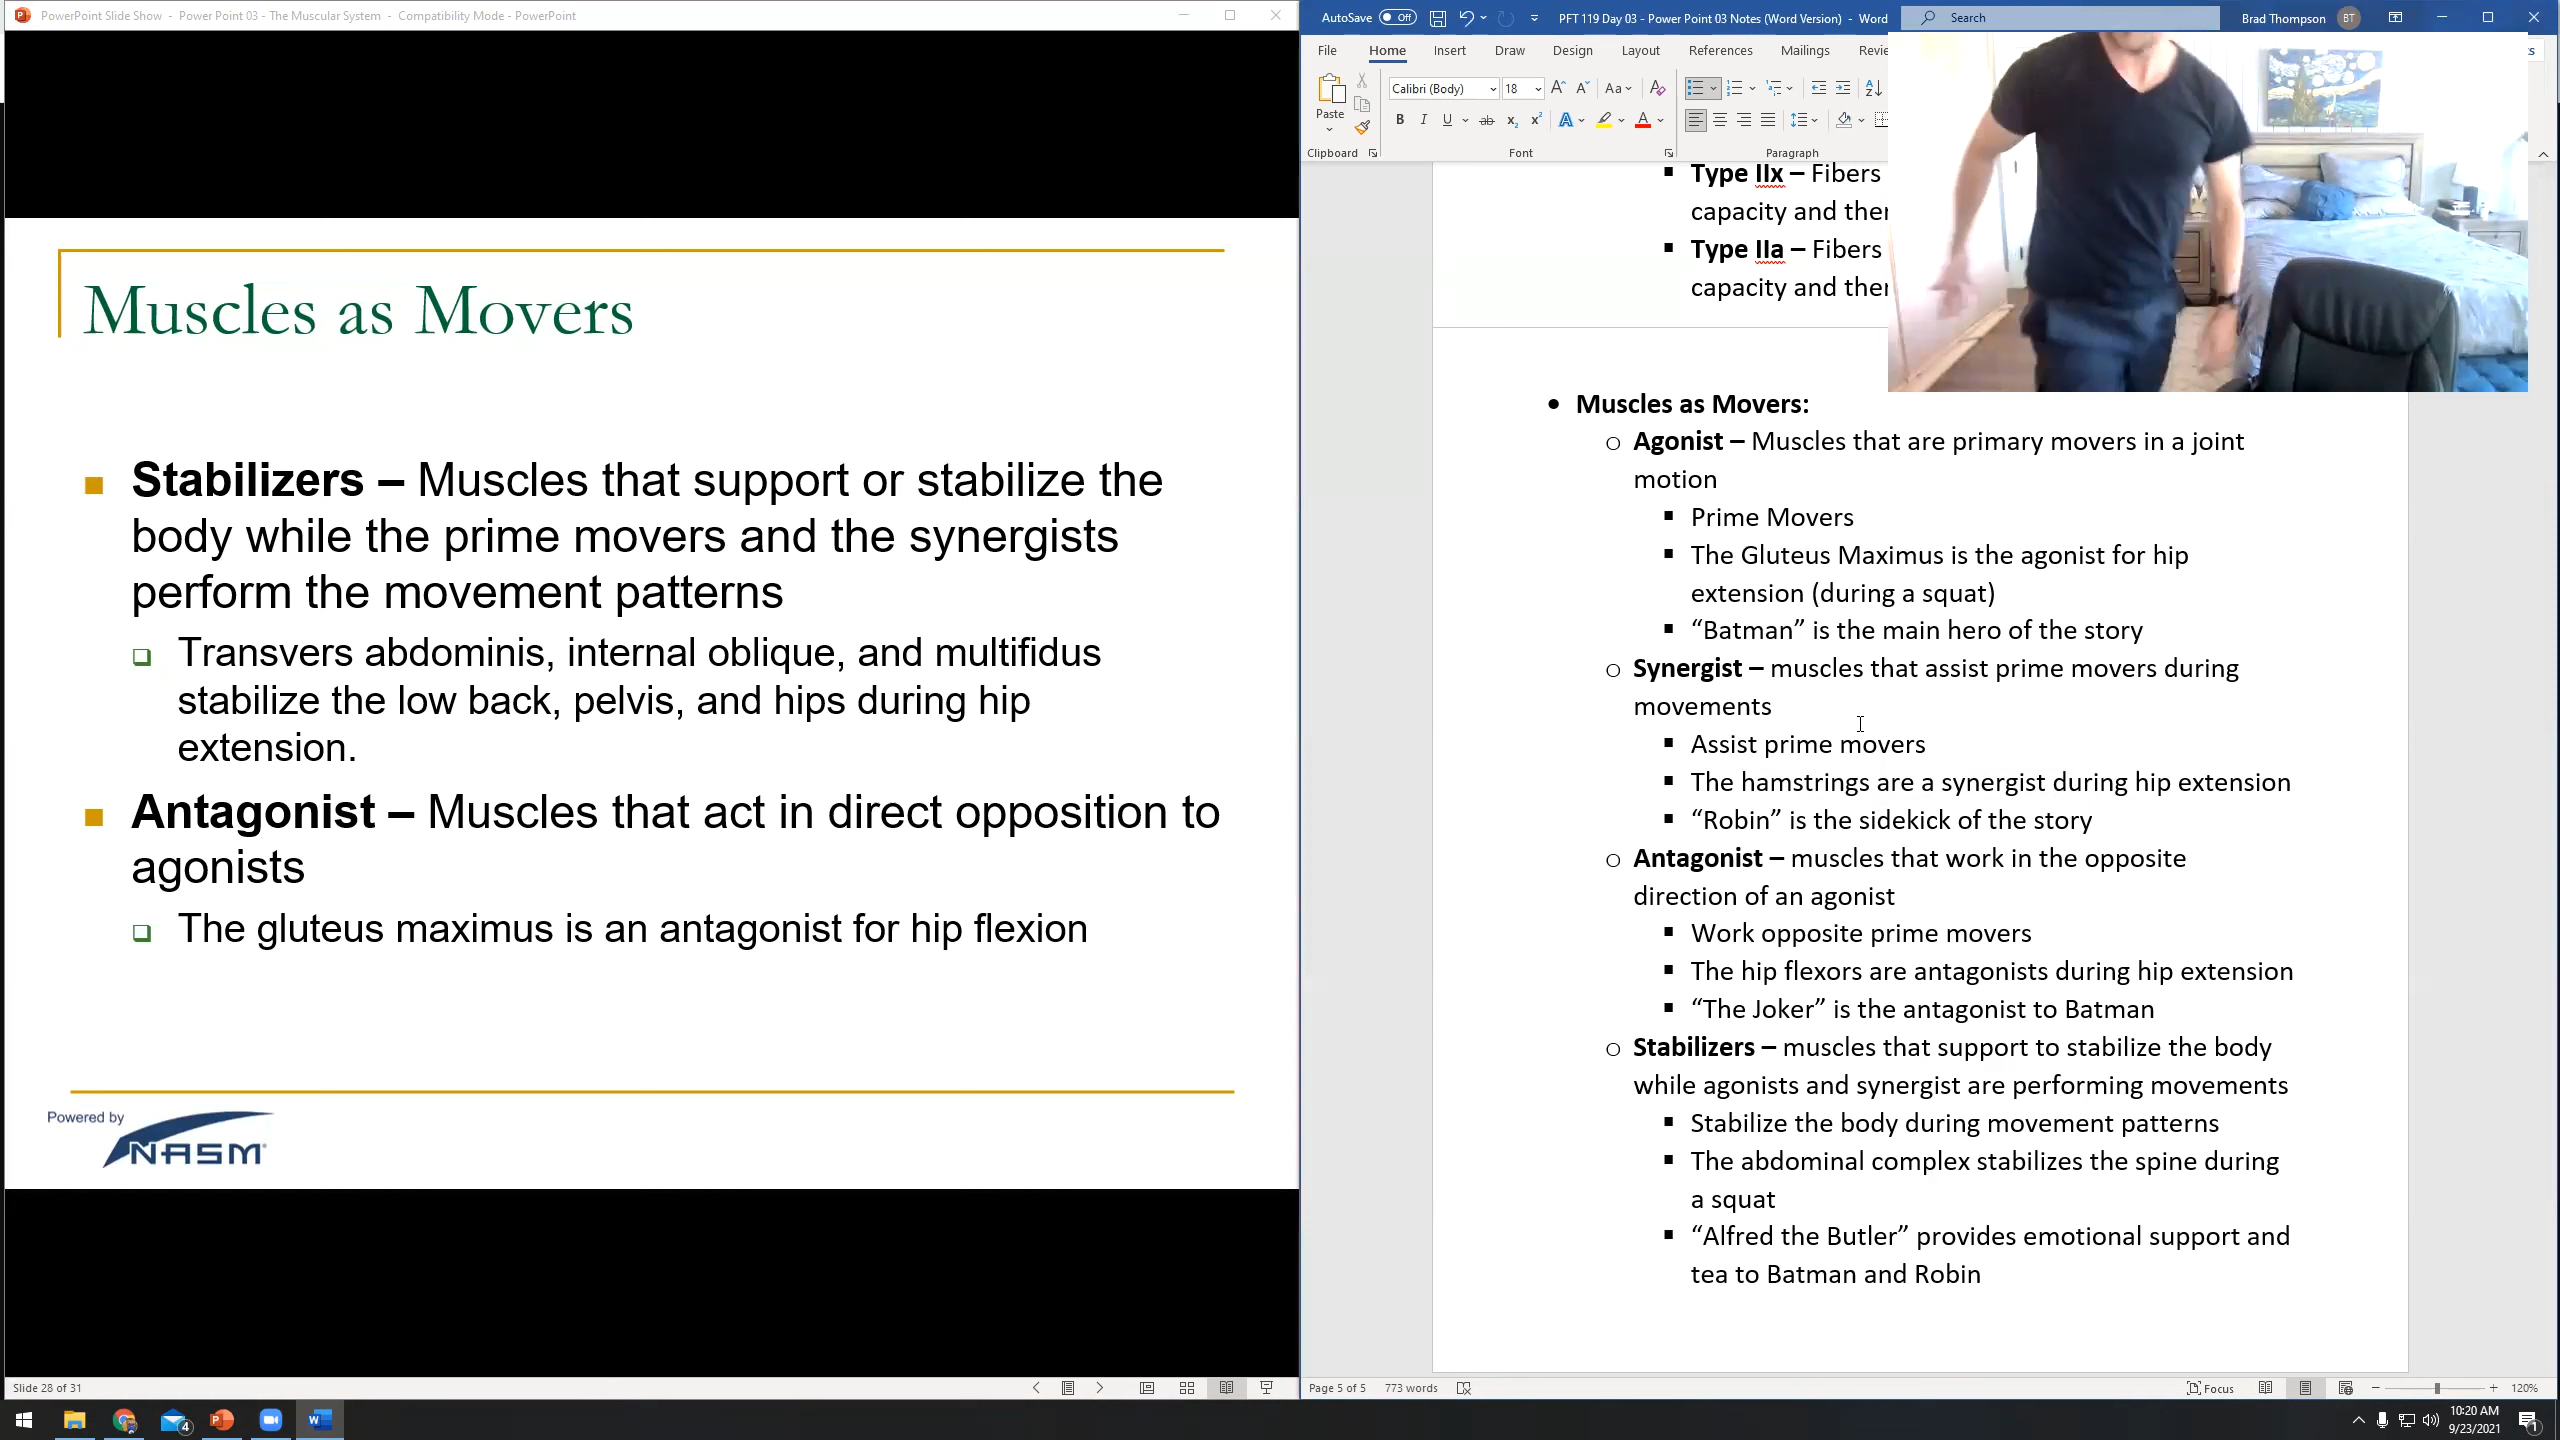 PowerPoint Slide Show - Power Point 03 - The Muscular System - Compatibility Mode - PowerPoint
Muscles as Movers
Stabilizers – Muscles that support or stabilize the
body while the prime movers and the synergists
perform the movement patterns
Transvers abdominis, internal oblique, and multifidus
stabilize the low back, pelvis, and hips during hip
extension.
Antagonist – Muscles that act in direct opposition to
agonists
The gluteus maximus is an antagonist for hip flexion
Powered by
NASM
Slide 28 of 31
AutoSave Off
PFT 119 Day 03 - Power Point 03 Notes (Word Version) - Word
Search
Brad Thompson BT
File Home Insert Draw Design Layout References Mailings
Paste
Calibri (Body) 18
Clipboard Font Paragraph
Type IIx – Fibers
capacity and
Type IIa – Fibers
capacity and
Muscles as Movers:
Agonist – Muscles that are primary movers in a joint
motion
Prime Movers
The Gluteus Maximus is the agonist for hip
extension (during a squat)
“Batman” is the main hero of the story
Synergist – muscles that assist prime movers during
movements
Assist prime movers
The hamstrings are a synergist during hip extension
“Robin” is the sidekick of the story
Antagonist – muscles that work in the opposite
direction of an agonist
Work opposite prime movers
The hip flexors are antagonists during hip extension
“The Joker” is the antagonist to Batman
Stabilizers – muscles that support to stabilize the body
while agonists and synergist are performing movements
Stabilize the body during movement patterns
The abdominal complex stabilizes the spine during
a squat
“Alfred the Butler” provides emotional support and
tea to Batman and Robin
Page 5 of 5 773 words
Focus
120%
4
10:20 AM
9/23/2021
1